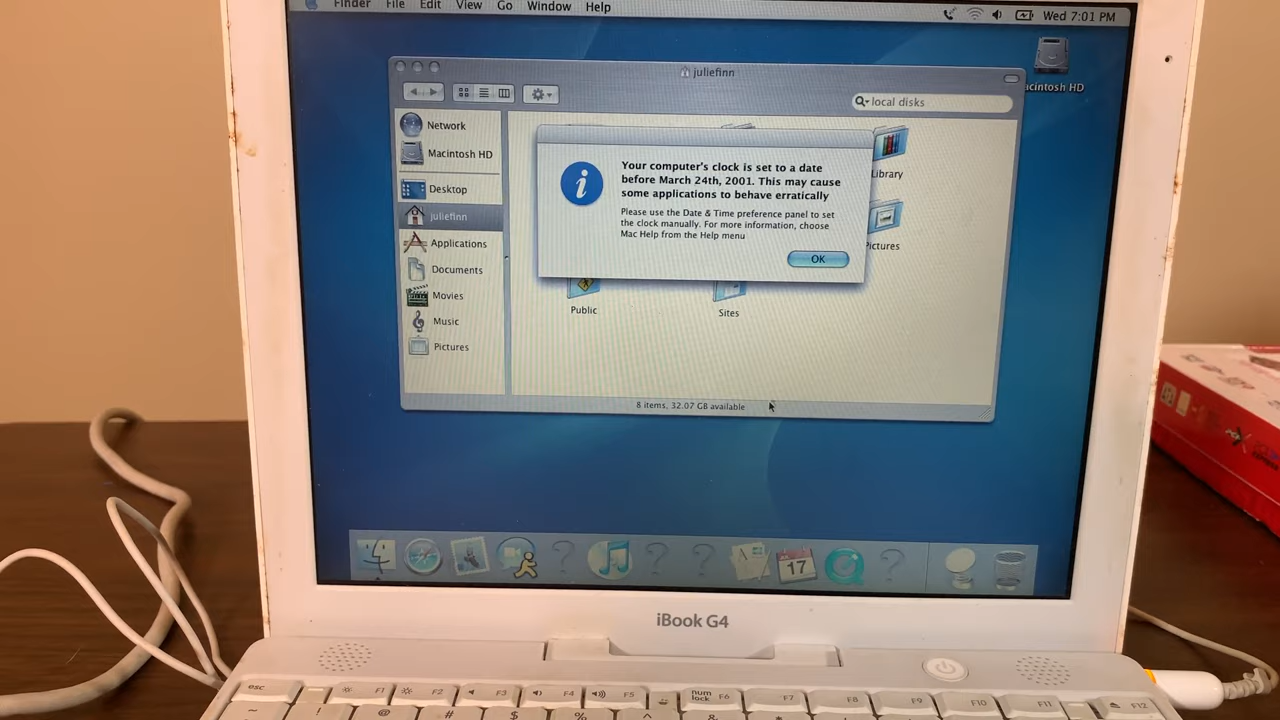 Finder File Edit View Go Window Help
Wed 7:01 PM
juliefinn
local disks
acintosh HD
Network
Macintosh HD
Desktop
juliefinn
Applications
Documents
Movies
Music
Pictures
Your computer's clock is set to a date
before March 24th, 2001. This may cause
some applications to behave erratically
Please use the Date & Time preference panel to set
the clock manually. For more information, choose
Mac Help from the Help menu
OK
Library
Pictures
Public
Sites
8 items, 32.07 GB available
17
iBook G4
esc F1 F2 F3 F4 F5 num lock F6 F7 F8 F9 F10 F11 F12
~ ! @ # $ % ^ &